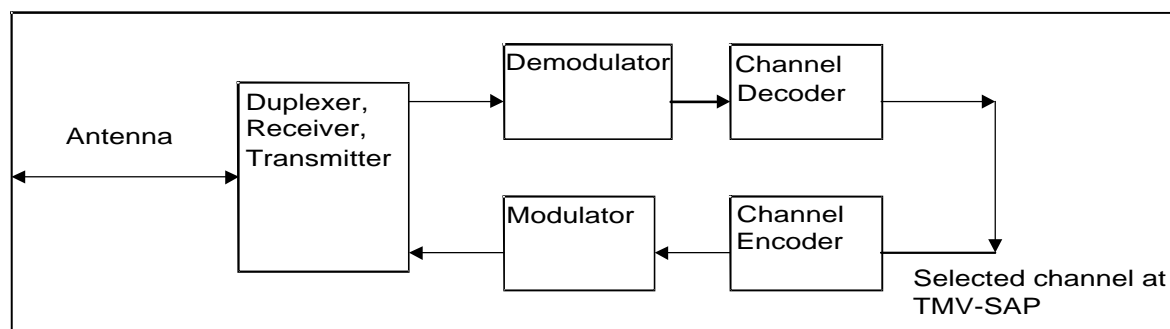 Antenna
Duplexer,
Receiver,
Transmitter
Demodulator
Channel
Decoder
Modulator
Channel
Encoder
Selected channel at
TMV-SAP